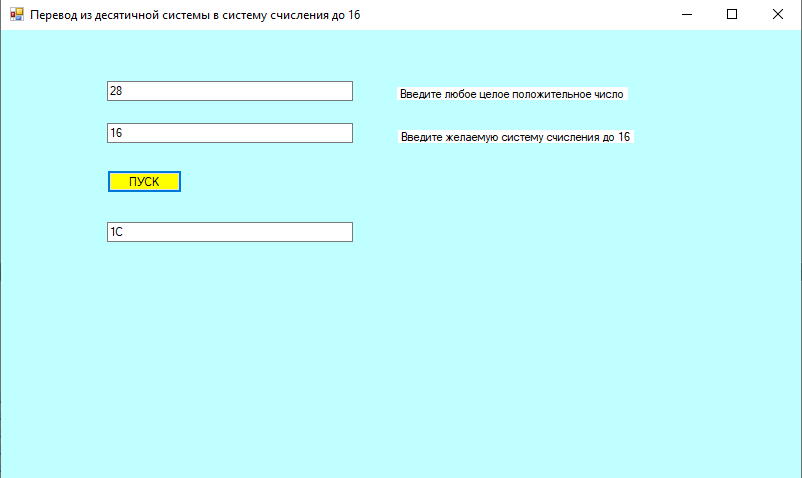 Перевод из десятичной системы в систему счисления до 16
28
Введите любое целое положительное число
16
Введите желаемую систему счисления до 16
ПУСК
1C